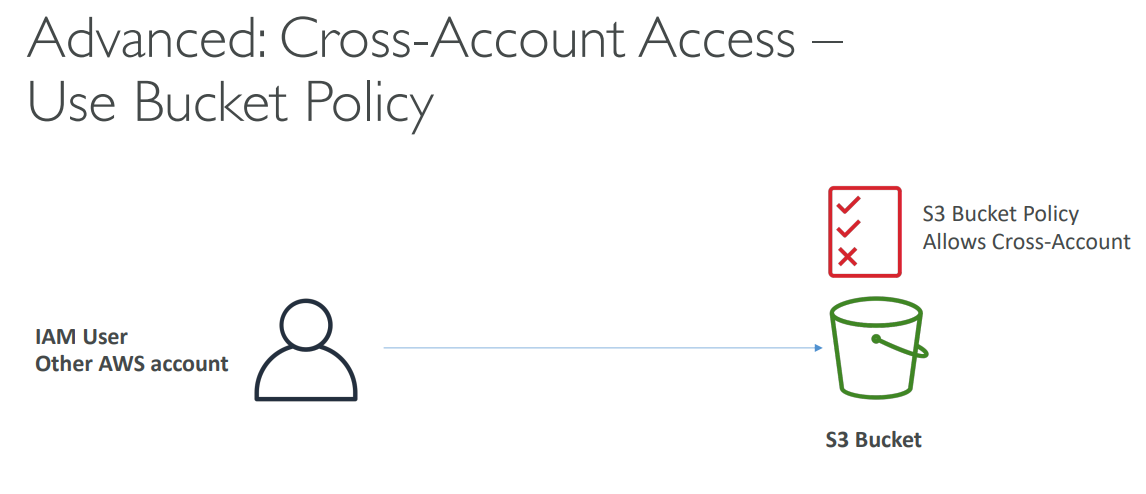 Advanced: Cross-Account Access –
Use Bucket Policy
S3 Bucket Policy
Allows Cross-Account
IAM User
Other AWS account
S3 Bucket